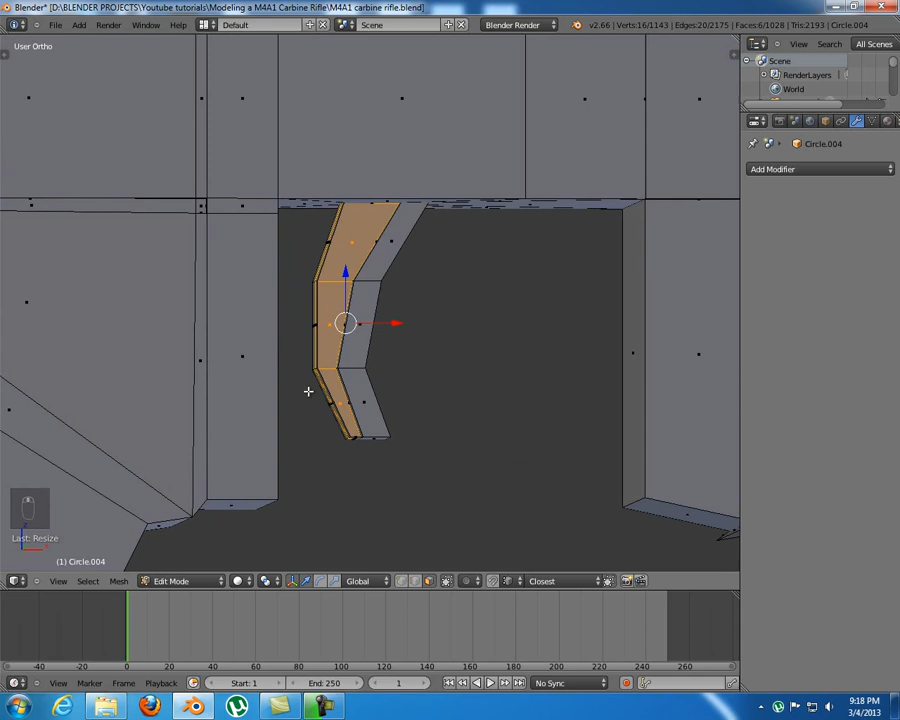 Blender* [D:\BLENDER PROJECTS\Youtube tutorials\Modeling a M4A1 Carbine Rifle\M4A1 carbine rifle.blend]
File Add Render Window Help Default Scene Blender Render v2.66 | Verts:16/1143 | Edges:20/2175 | Faces:6/1028 | Tris:2193 | Circle.004
User Ortho
View Search All Scenes
Scene
RenderLayers
World
Circle.004
Add Modifier
Last: Resize
(1) Circle.004
View Select Mesh Edit Mode Global Closest
-40 -20 0 20 40 60 80 100 120 140 160 180 200 220 240 260
View Marker Frame Playback Start: 1 End: 250 1 No Sync
9:18 PM
3/4/2013